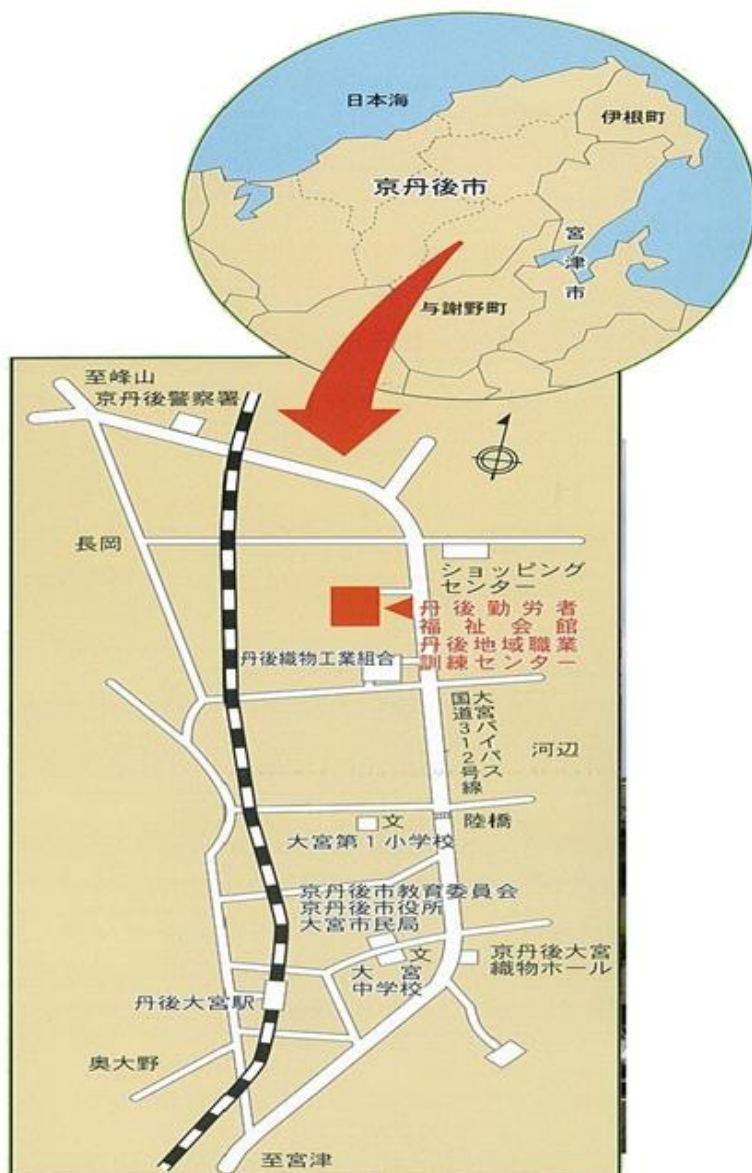 日本海
伊根町
京丹後市
宮津市
与謝野町
至峰山
京丹後警察署
長岡
ショッピング
センター
丹後勤労者
福祉会館
丹後地域職業
訓練センター
丹後織物工業組合
大宮バイパス
国道312号線
河辺
陸橋
文
大宮第1小学校
京丹後市教育委員会
京丹後市役所
大宮市民局
文
大宮
中学校
京丹後大宮
織物ホール
丹後大宮駅
奥大野
至宮津